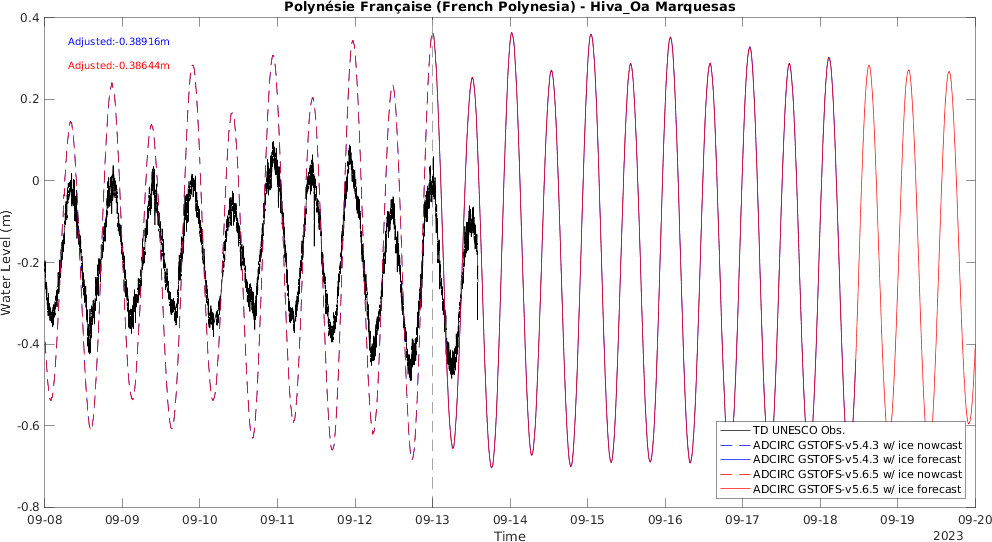 Polynésie Française (French Polynesia) - Hiva_Oa Marquesas
Adjusted:-0.38916m
Adjusted:-0.38644m
0.4
0.2
0
-0.2
-0.4
-0.6
-0.8
Water Level (m)
09-08 09-09 09-10 09-11 09-12 09-13 09-14 09-15 09-16 09-17 09-18 09-19 09-20
Time
2023
TD UNESCO Obs.
ADCIRC GSTOFS-v5.4.3 w/ ice nowcast
ADCIRC GSTOFS-v5.4.3 w/ ice forecast
ADCIRC GSTOFS-v5.6.5 w/ ice nowcast
ADCIRC GSTOFS-v5.6.5 w/ ice forecast